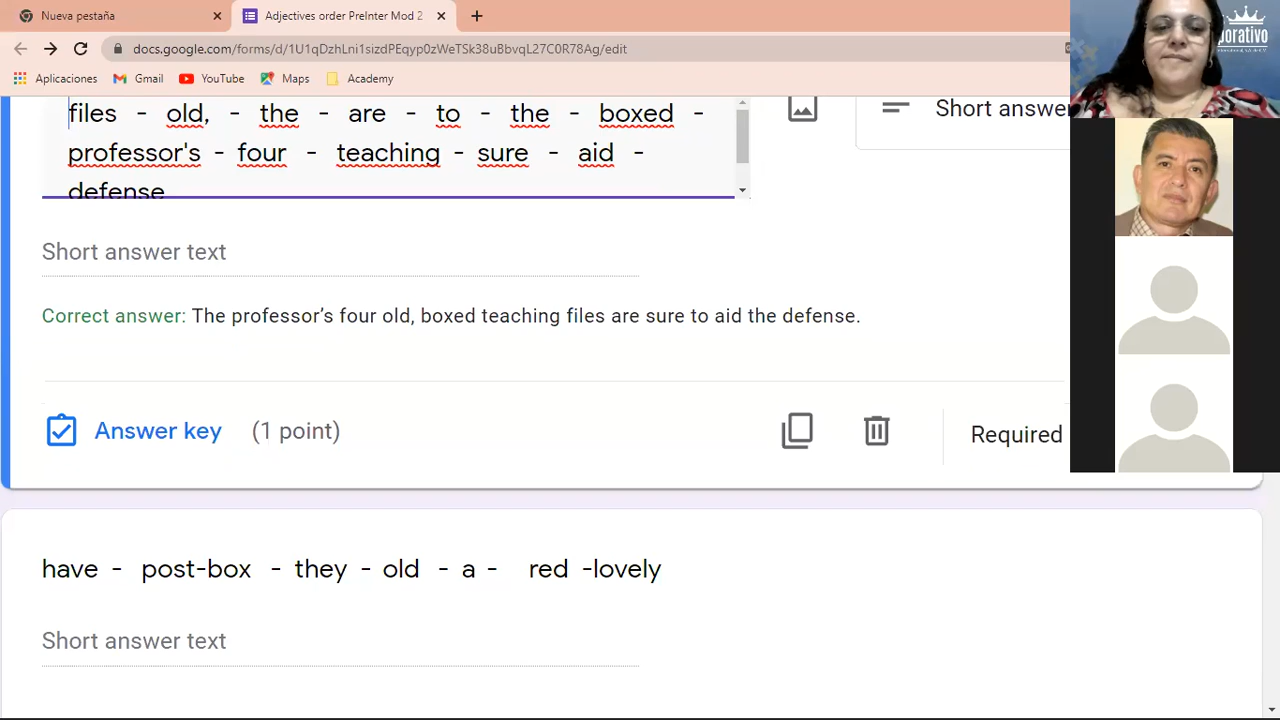 Nueva pestaña
Adjectives order PreInter Mod 2
docs.google.com/forms/d/1U1qDzhLni1sizdPEqyp0zWeTSk38uBbvqL27C0R78Ag/edit
Aplicaciones
Gmail
YouTube
Maps
Academy
porativo
files - old, - the - are - to - the - boxed -
professor's - four - teaching - sure - aid -
defense
Short answer
Short answer text
Correct answer: The professor's four old, boxed teaching files are sure to aid the defense.
Answer key (1 point)
Required
have - post-box - they - old - a - red -lovely
Short answer text